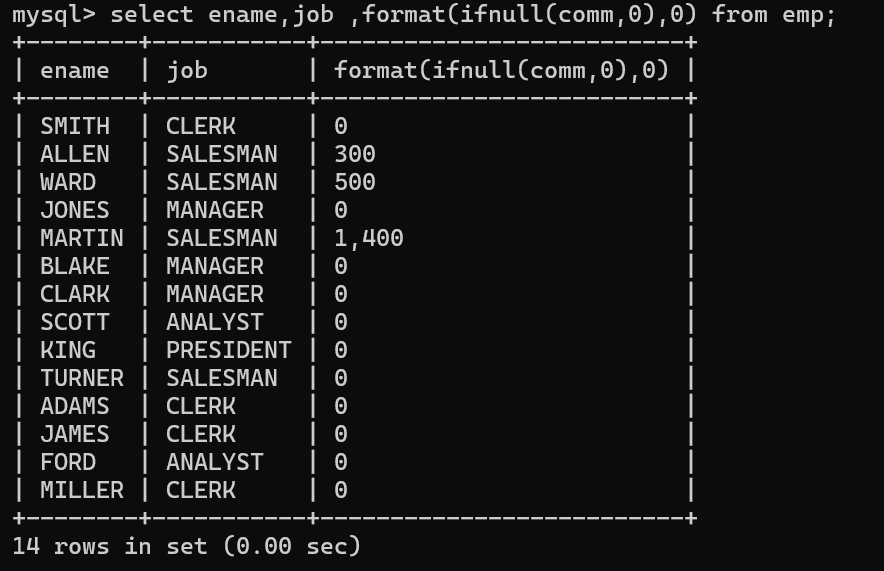 mysql> select ename,job ,format(ifnull(comm,0),0) from emp;
+--------+-----------+--------------------------+
| ename  | job       | format(ifnull(comm,0),0) |
+--------+-----------+--------------------------+
| SMITH  | CLERK     | 0                        |
| ALLEN  | SALESMAN  | 300                      |
| WARD   | SALESMAN  | 500                      |
| JONES  | MANAGER   | 0                        |
| MARTIN | SALESMAN  | 1,400                    |
| BLAKE  | MANAGER   | 0                        |
| CLARK  | MANAGER   | 0                        |
| SCOTT  | ANALYST   | 0                        |
| KING   | PRESIDENT | 0                        |
| TURNER | SALESMAN  | 0                        |
| ADAMS  | CLERK     | 0                        |
| JAMES  | CLERK     | 0                        |
| FORD   | ANALYST   | 0                        |
| MILLER | CLERK     | 0                        |
+--------+-----------+--------------------------+
14 rows in set (0.00 sec)